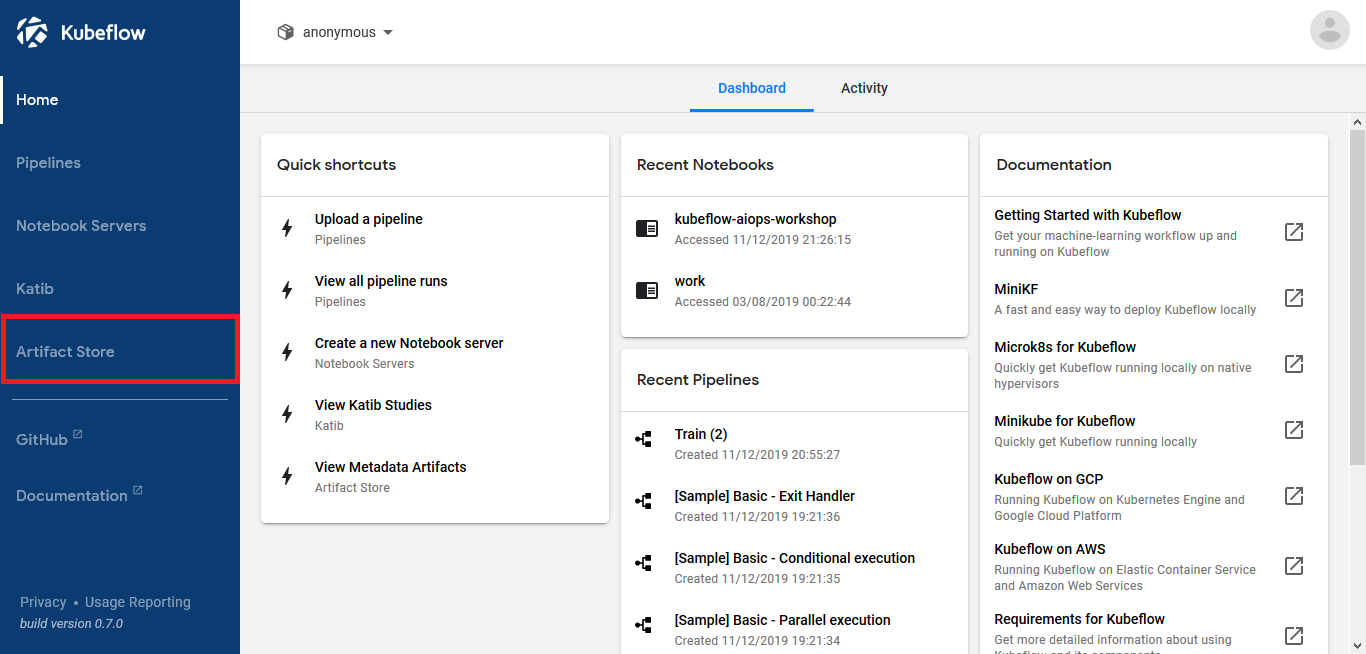 Kubeflow
Home
Pipelines
Notebook Servers
Katib
Artifact Store
GitHub
Documentation
Privacy • Usage Reporting
build version 0.7.0
anonymous
Dashboard
Activity
Quick shortcuts
Upload a pipeline
Pipelines
View all pipeline runs
Pipelines
Create a new Notebook server
Notebook Servers
View Katib Studies
Katib
View Metadata Artifacts
Artifact Store
Recent Notebooks
kubeflow-aiops-workshop
Accessed 11/12/2019 21:26:15
work
Accessed 03/08/2019 00:22:44
Recent Pipelines
Train (2)
Created 11/12/2019 20:55:27
[Sample] Basic - Exit Handler
Created 11/12/2019 19:21:36
[Sample] Basic - Conditional execution
Created 11/12/2019 19:21:35
[Sample] Basic - Parallel execution
Created 11/12/2019 19:21:34
Documentation
Getting Started with Kubeflow
Get your machine-learning workflow up and
running on Kubeflow
MiniKF
A fast and easy way to deploy Kubeflow locally
Microk8s for Kubeflow
Quickly get Kubeflow running locally on native
hypervisors
Minikube for Kubeflow
Quickly get Kubeflow running locally
Kubeflow on GCP
Running Kubeflow on Kubernetes Engine and
Google Cloud Platform
Kubeflow on AWS
Running Kubeflow on Elastic Container Service
and Amazon Web Services
Requirements for Kubeflow
Get more detailed information about using
Kubeflow and its components